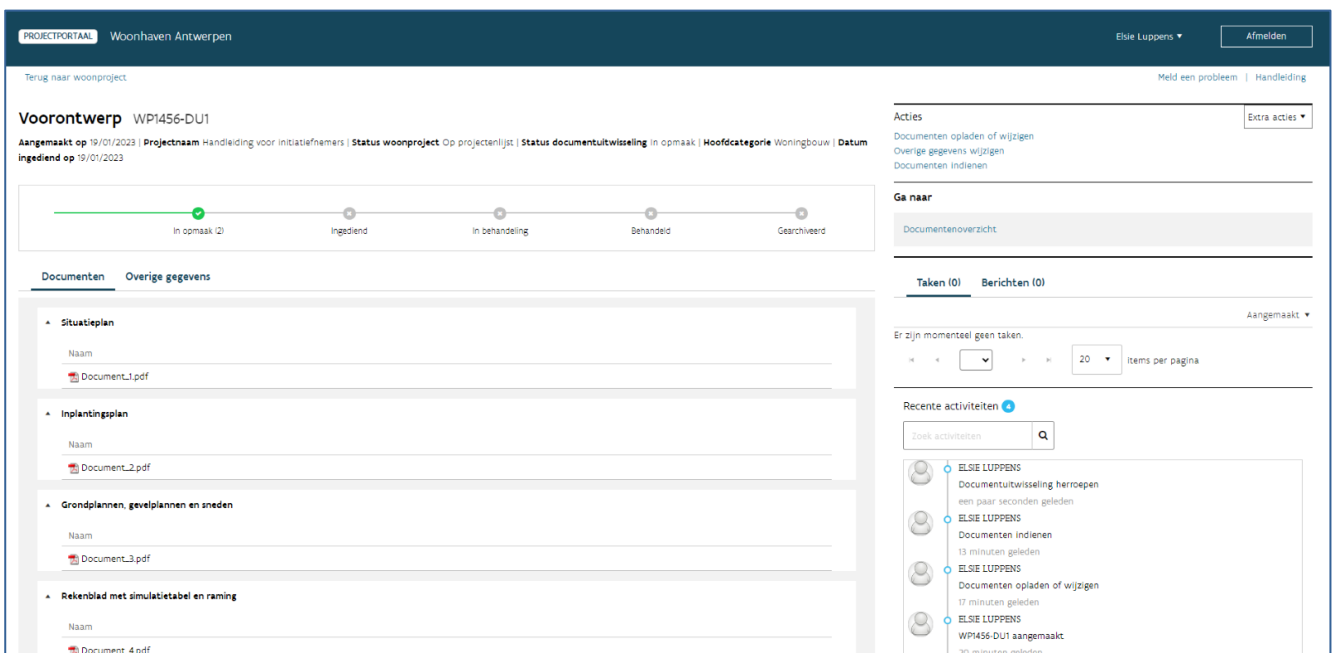 PROJECTPORTAAL Woonhaven Antwerpen
Elsie Luppens
Afmelden
Terug naar woonproject
Meld een probleem | Handleiding
Voorontwerp WP1456-DU1
Aangemaakt op 19/01/2023 | Projectnaam Handleiding voor initiatiefnemers | Status woonproject Op projectenlijst | Status documentuitwisseling In opmaak | Hoofdcategorie Woningbouw | Datum
ingediend op 19/01/2023
In opmaak (2)
Ingediend
In behandeling
Behandeld
Gearchiveerd
Documenten
Overige gegevens
Situatieplan
Naam
Document_1.pdf
Inplantingsplan
Naam
Document_2.pdf
Grondplannen, gevelplannen en sneden
Naam
Document_3.pdf
Rekenblad met simulatietabel en raming
Naam
Document_4.pdf
Acties
Extra acties
Documenten opladen of wijzigen
Overige gegevens wijzigen
Documenten indienen
Ga naar
Documentenoverzicht
Taken (0)
Berichten (0)
Aangemaakt
Er zijn momenteel geen taken.
20
items per pagina
Recente activiteiten 4
Zoek activiteiten
ELSIE LUPPENS
Documentuitwisseling herroepen
een paar seconden geleden
ELSIE LUPPENS
Documenten indienen
13 minuten geleden
ELSIE LUPPENS
Documenten opladen of wijzigen
17 minuten geleden
ELSIE LUPPENS
WP1456-DU1 aangemaakt
20 minuten geleden